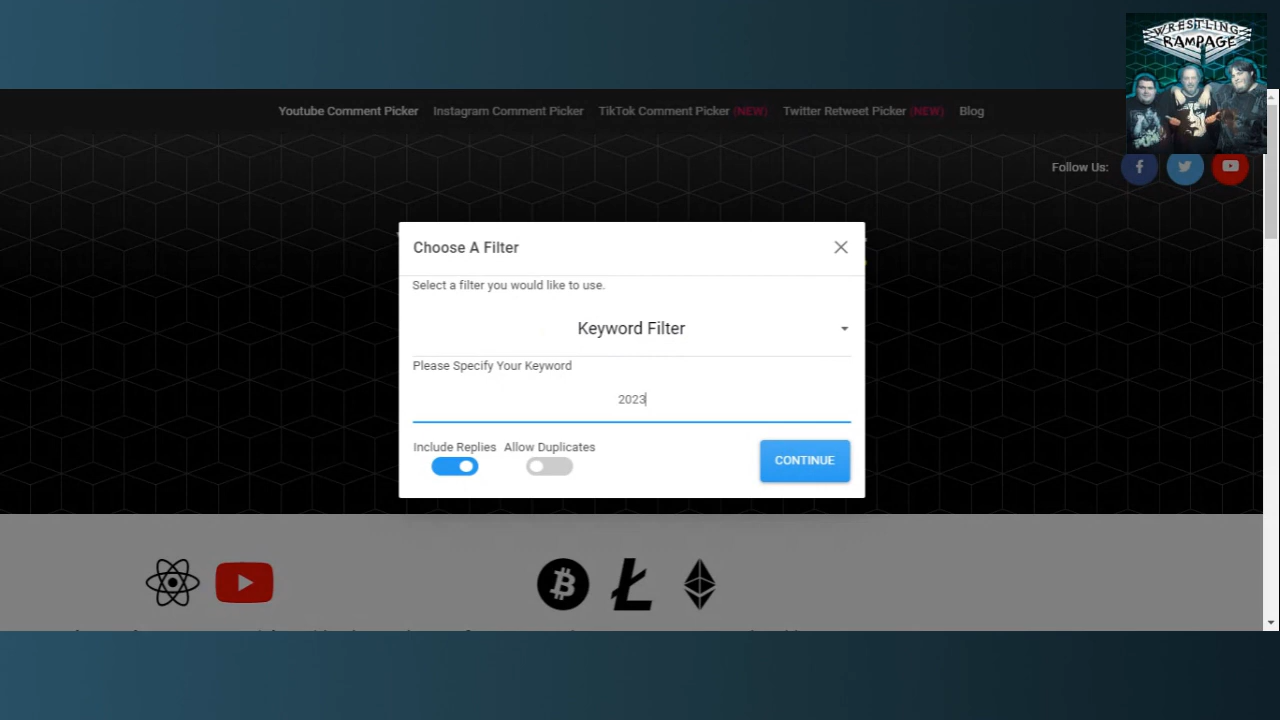 WRESTLING
RAMPAGE
Youtube Comment Picker Instagram Comment Picker TikTok Comment Picker (NEW) Twitter Retweet Picker (NEW) Blog
Follow Us:
Choose A Filter
Select a filter you would like to use.
Keyword Filter
Please Specify Your Keyword
2023
Include Replies Allow Duplicates
CONTINUE